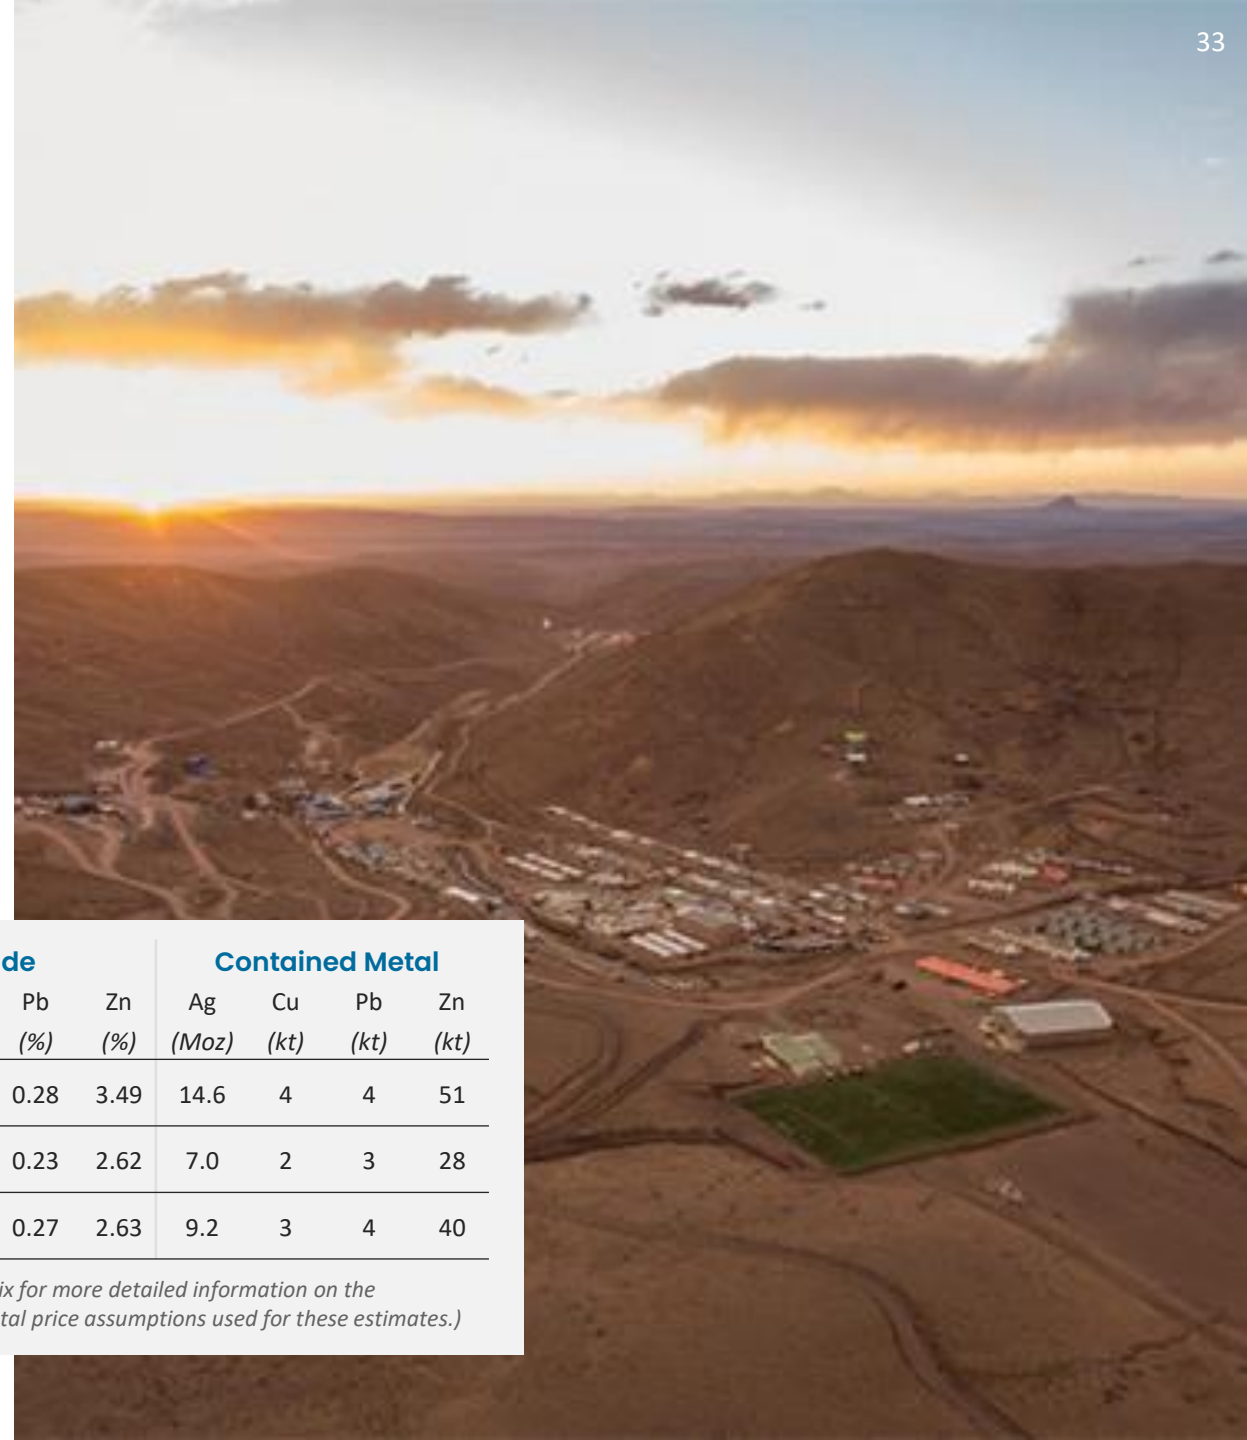 33
de Contained Metal
Pb Zn Ag Cu Pb Zn
(%) (%) (Moz) (kt) (kt) (kt)
0.28 3.49 14.6 4 4 51
0.23 2.62 7.0 2 3 28
0.27 2.63 9.2 3 4 40
ix for more detailed information on the
tal price assumptions used for these estimates.)